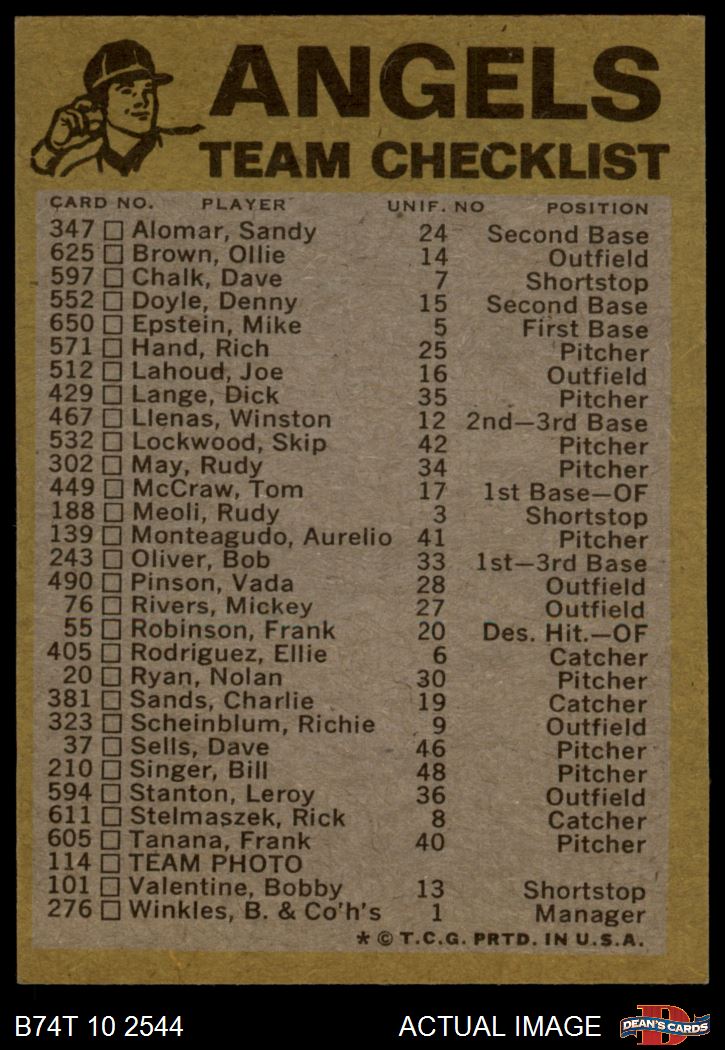 ANGELS
TEAM CHECKLIST
CARD NO. PLAYER UNIF. NO POSITION
347 Alomar, Sandy 24 Second Base
625 Brown, Ollie 14 Outfield
597 Chalk, Dave 7 Shortstop
552 Doyle, Denny 15 Second Base
650 Epstein, Mike 5 First Base
571 Hand, Rich 25 Pitcher
512 Lahoud, Joe 16 Outfield
429 Lange, Dick 35 Pitcher
467 Llenas, Winston 12 2nd—3rd Base
532 Lockwood, Skip 42 Pitcher
302 May, Rudy 34 Pitcher
449 McCraw, Tom 17 1st Base—OF
188 Meoli, Rudy 3 Shortstop
139 Monteagudo, Aurelio 41 Pitcher
243 Oliver, Bob 33 1st—3rd Base
490 Pinson, Vada 28 Outfield
76 Rivers, Mickey 27 Outfield
55 Robinson, Frank 20 Des. Hit.—OF
405 Rodriguez, Ellie 6 Catcher
20 Ryan, Nolan 30 Pitcher
381 Sands, Charlie 19 Catcher
323 Scheinblum, Richie 9 Outfield
37 Sells, Dave 46 Pitcher
210 Singer, Bill 48 Pitcher
594 Stanton, Leroy 36 Outfield
611 Stelmaszek, Rick 8 Catcher
605 Tanana, Frank 40 Pitcher
114 TEAM PHOTO
101 Valentine, Bobby 13 Shortstop
276 Winkles, B. & Co'h's 1 Manager
* © T.C.G. PRTD. IN U.S.A.
B74T 10 2544 ACTUAL IMAGE D DEAN'S CARDS